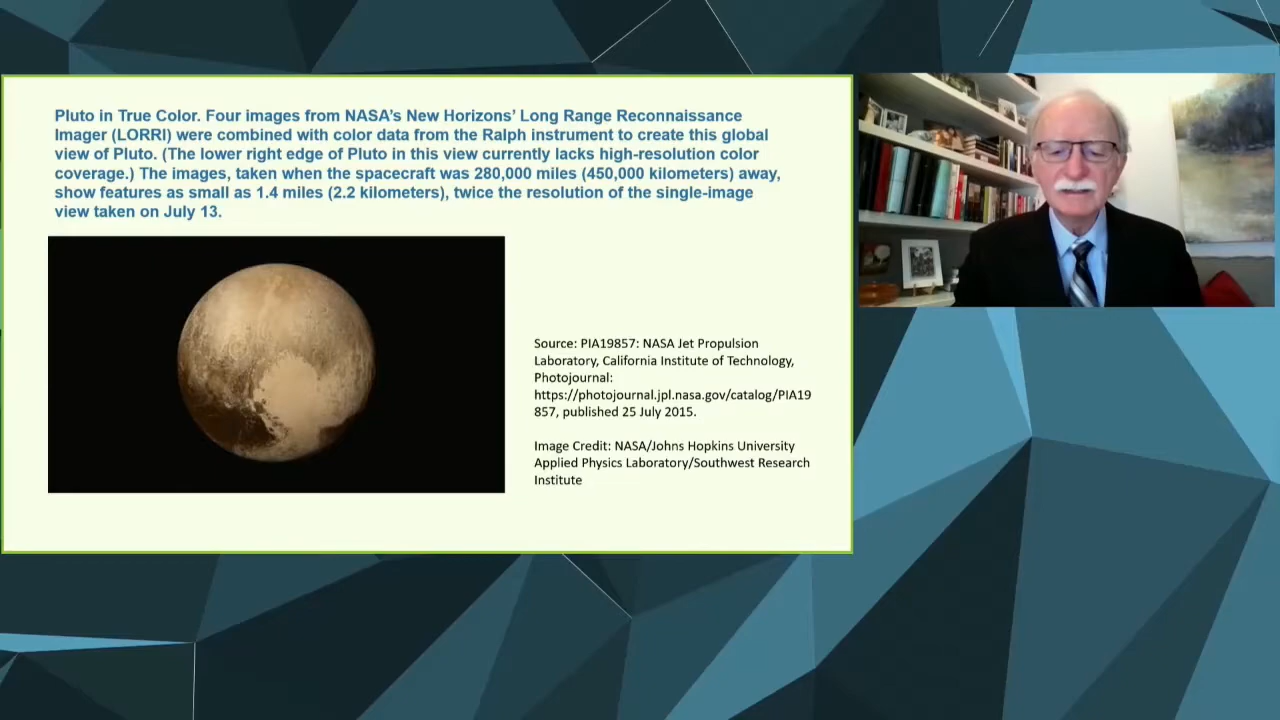 Pluto in True Color. Four images from NASA's New Horizons' Long Range Reconnaissance
Imager (LORRI) were combined with color data from the Ralph instrument to create this global
view of Pluto. (The lower right edge of Pluto in this view currently lacks high-resolution color
coverage.) The images, taken when the spacecraft was 280,000 miles (450,000 kilometers) away,
show features as small as 1.4 miles (2.2 kilometers), twice the resolution of the single-image
view taken on July 13.
Source: PIA19857: NASA Jet Propulsion
Laboratory, California Institute of Technology,
Photojournal:
https://photojournal.jpl.nasa.gov/catalog/PIA19
857, published 25 July 2015.
Image Credit: NASA/Johns Hopkins University
Applied Physics Laboratory/Southwest Research
Institute